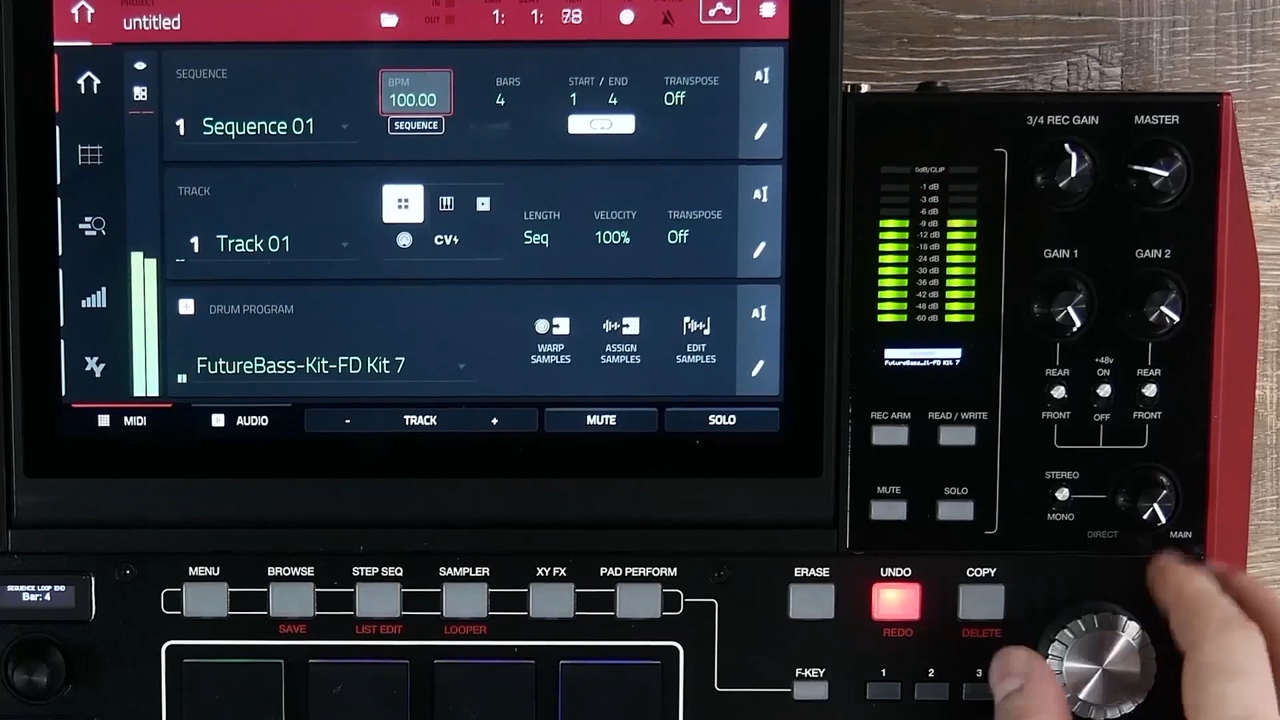 PROJECT
untitled
IN
OUT
1: 1:
SEQUENCE
1 Sequence 01
BPM
100.00
SEQUENCE
BARS
4
START / END
1 4
TRANSPOSE
Off
TRACK
1 Track 01
CV
LENGTH
Seq
VELOCITY
100%
TRANSPOSE
Off
DRUM PROGRAM
FutureBass-Kit-FD Kit 7
WARP
SAMPLES
ASSIGN
SAMPLES
EDIT
SAMPLES
XY
MIDI
AUDIO
- TRACK +
MUTE
SOLO
3/4 REC GAIN
MASTER
0dB/CLIP
-1 dB
-3 dB
-6 dB
-9 dB
-12 dB
-18 dB
-24 dB
-30 dB
-36 dB
-42 dB
-48 dB
-60 dB
GAIN 1
GAIN 2
+48v
REAR
ON
REAR
FRONT
OFF
FRONT
REC ARM
READ / WRITE
MUTE
SOLO
STEREO
MONO
DIRECT
MAIN
SEQUENCE LOOP END
Bar: 4
MENU
BROWSE
STEP SEQ
SAMPLER
XY FX
PAD PERFORM
SAVE
LIST EDIT
LOOPER
ERASE
UNDO
COPY
REDO
DELETE
F-KEY
1
2
3